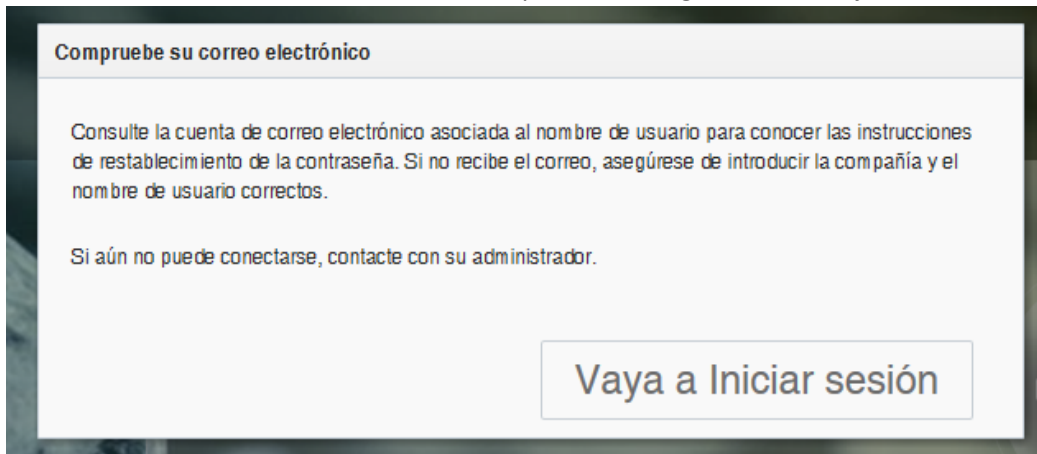 Compruebe su correo electrónico
Consulte la cuenta de correo electrónico asociada al nombre de usuario para conocer las instrucciones
de restablecimiento de la contraseña. Si no recibe el correo, asegúrese de introducir la compañía y el
nombre de usuario correctos.
Si aún no puede conectarse, contacte con su administrador.
Vaya a Iniciar sesión